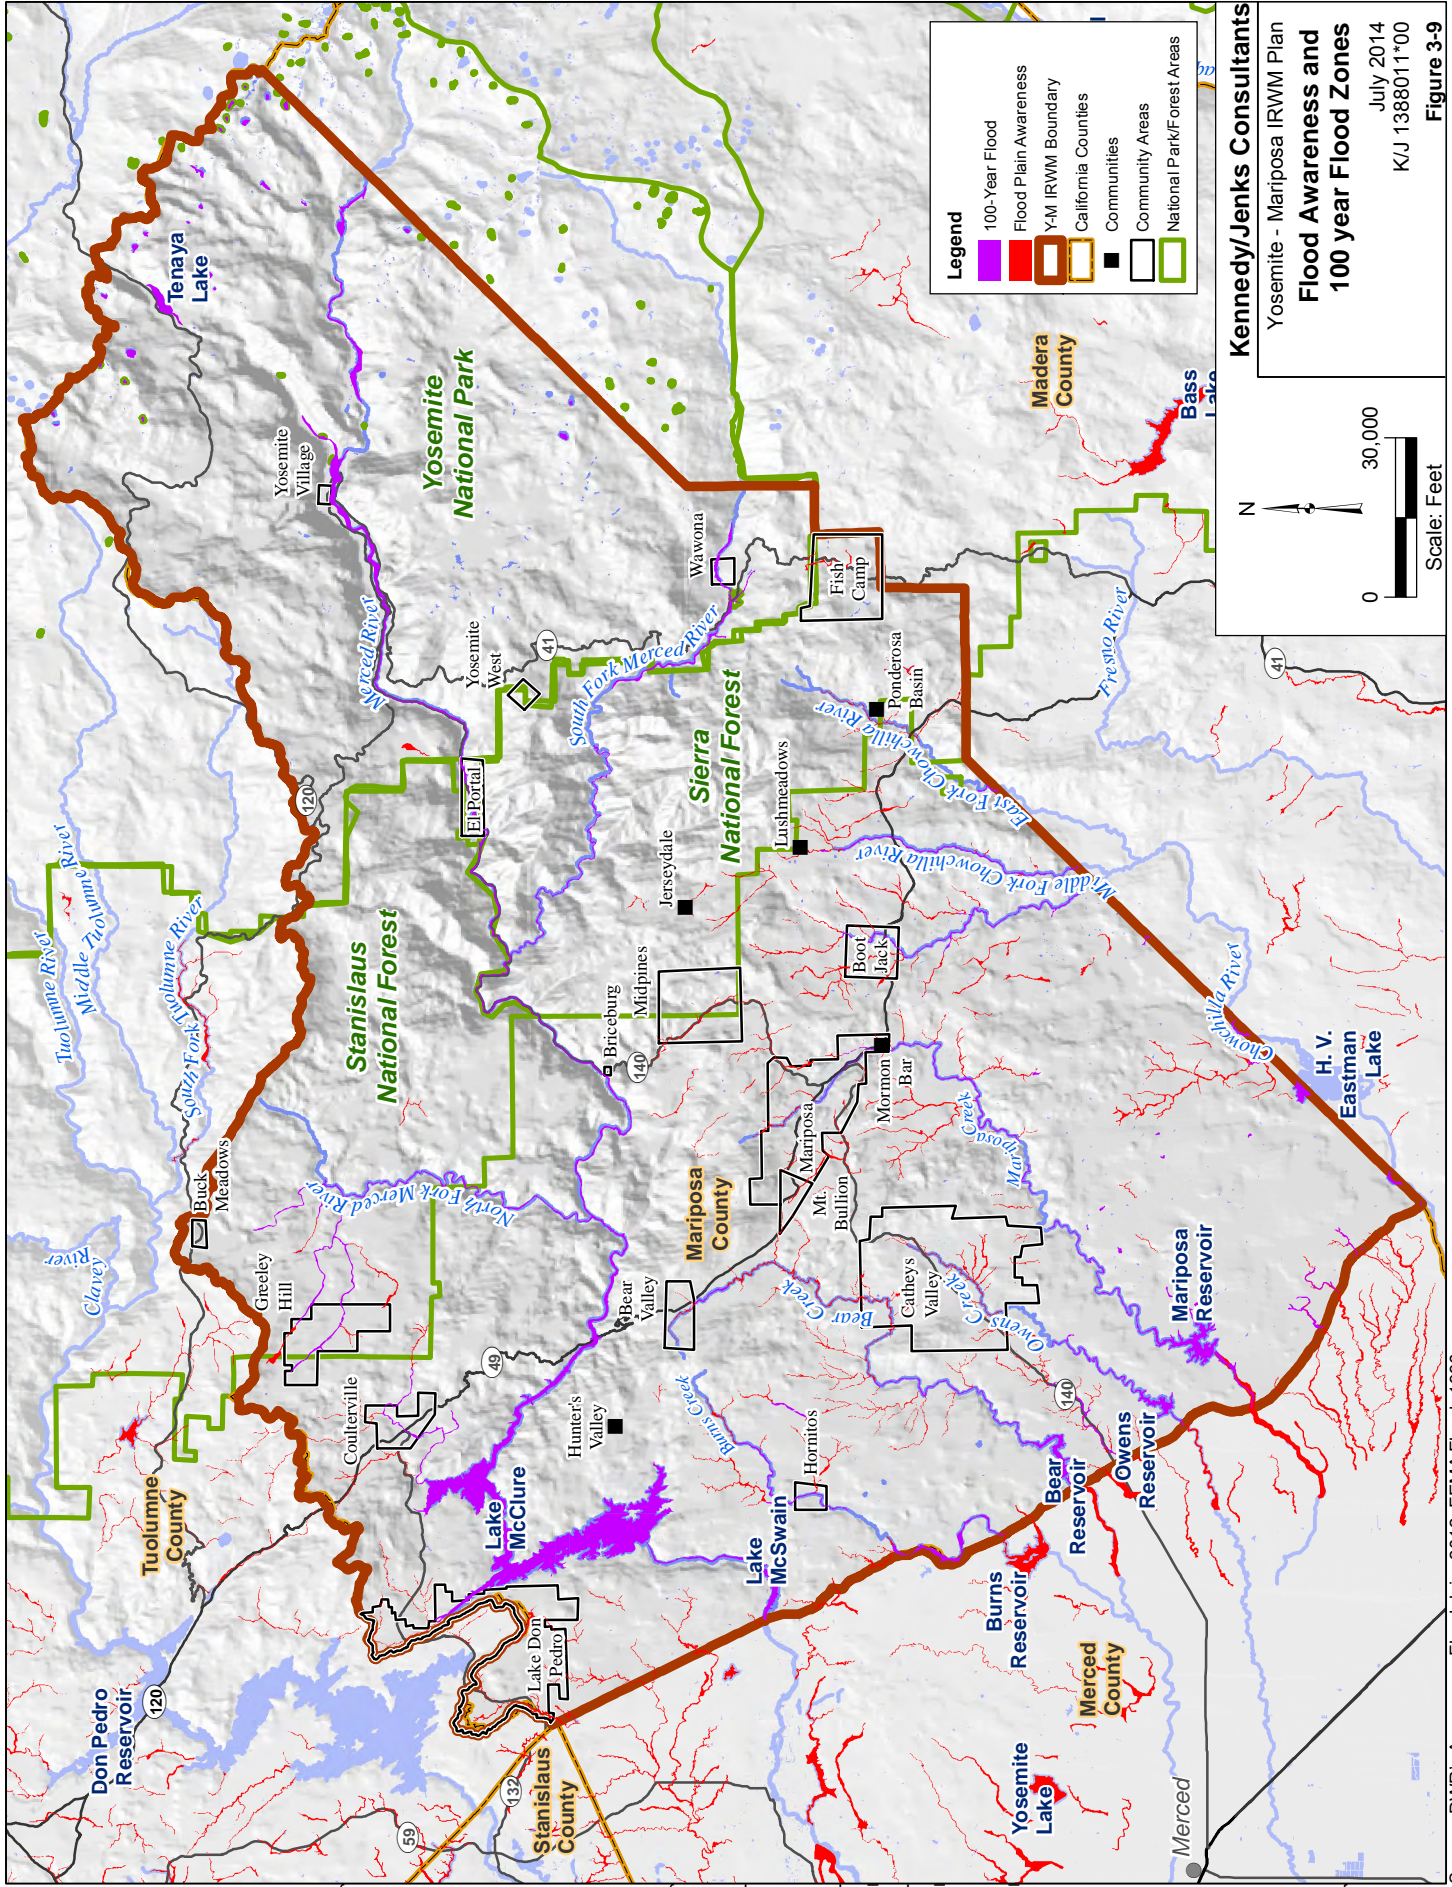 Don Pedro
Reservoir
120
Tuolumne
County
Clavey
River
Tuolumne River
Middle Tuolumne River
South Fork Tuolumne River
Buck
Meadows
Greeley
Hill
Coulterville
49
North Fork Merced River
Stanislaus
National Forest
120
Merced River
Yosemite
Village
Tenaya
Lake
Yosemite
National Park
Yosemite
West
41
El Portal
South Fork Merced River
Wawona
Fish
Camp
Sierra
National Forest
Jerseydale
Lushmeadows
Ponderosa
Basin
East Fork Chowchilla River
Middle Fork Chowchilla River
Midpines
Briceburg
140
Boot
Jack
Mormon
Bar
Mariposa
Mt.
Bullion
Mariposa
County
Bear
Valley
Hunter's
Valley
Lake
McClure
Lake Don
Pedro
132
59
Stanislaus
County
Lake
McSwain
Burns Creek
Hornitos
Bear Creek
Catheys
Valley
Owens Creek
Mariposa Creek
140
Bear
Reservoir
Owens
Reservoir
Burns
Reservoir
Mariposa
Reservoir
Merced
County
Yosemite
Lake
Merced
Chowchilla River
H. V.
Eastman
Lake
Fresno River
41
Madera
County
Bass
Lake
Legend
100-Year Flood
Flood Plain Awareness
Y-M IRWM Boundary
California Counties
Communities
Community Areas
National Park/Forest Areas
N
0
30,000
Scale: Feet
Kennedy/Jenks Consultants
Yosemite - Mariposa IRWM Plan
Flood Awareness and
100 year Flood Zones
July 2014
K/J 1388011*00
Figure 3-9